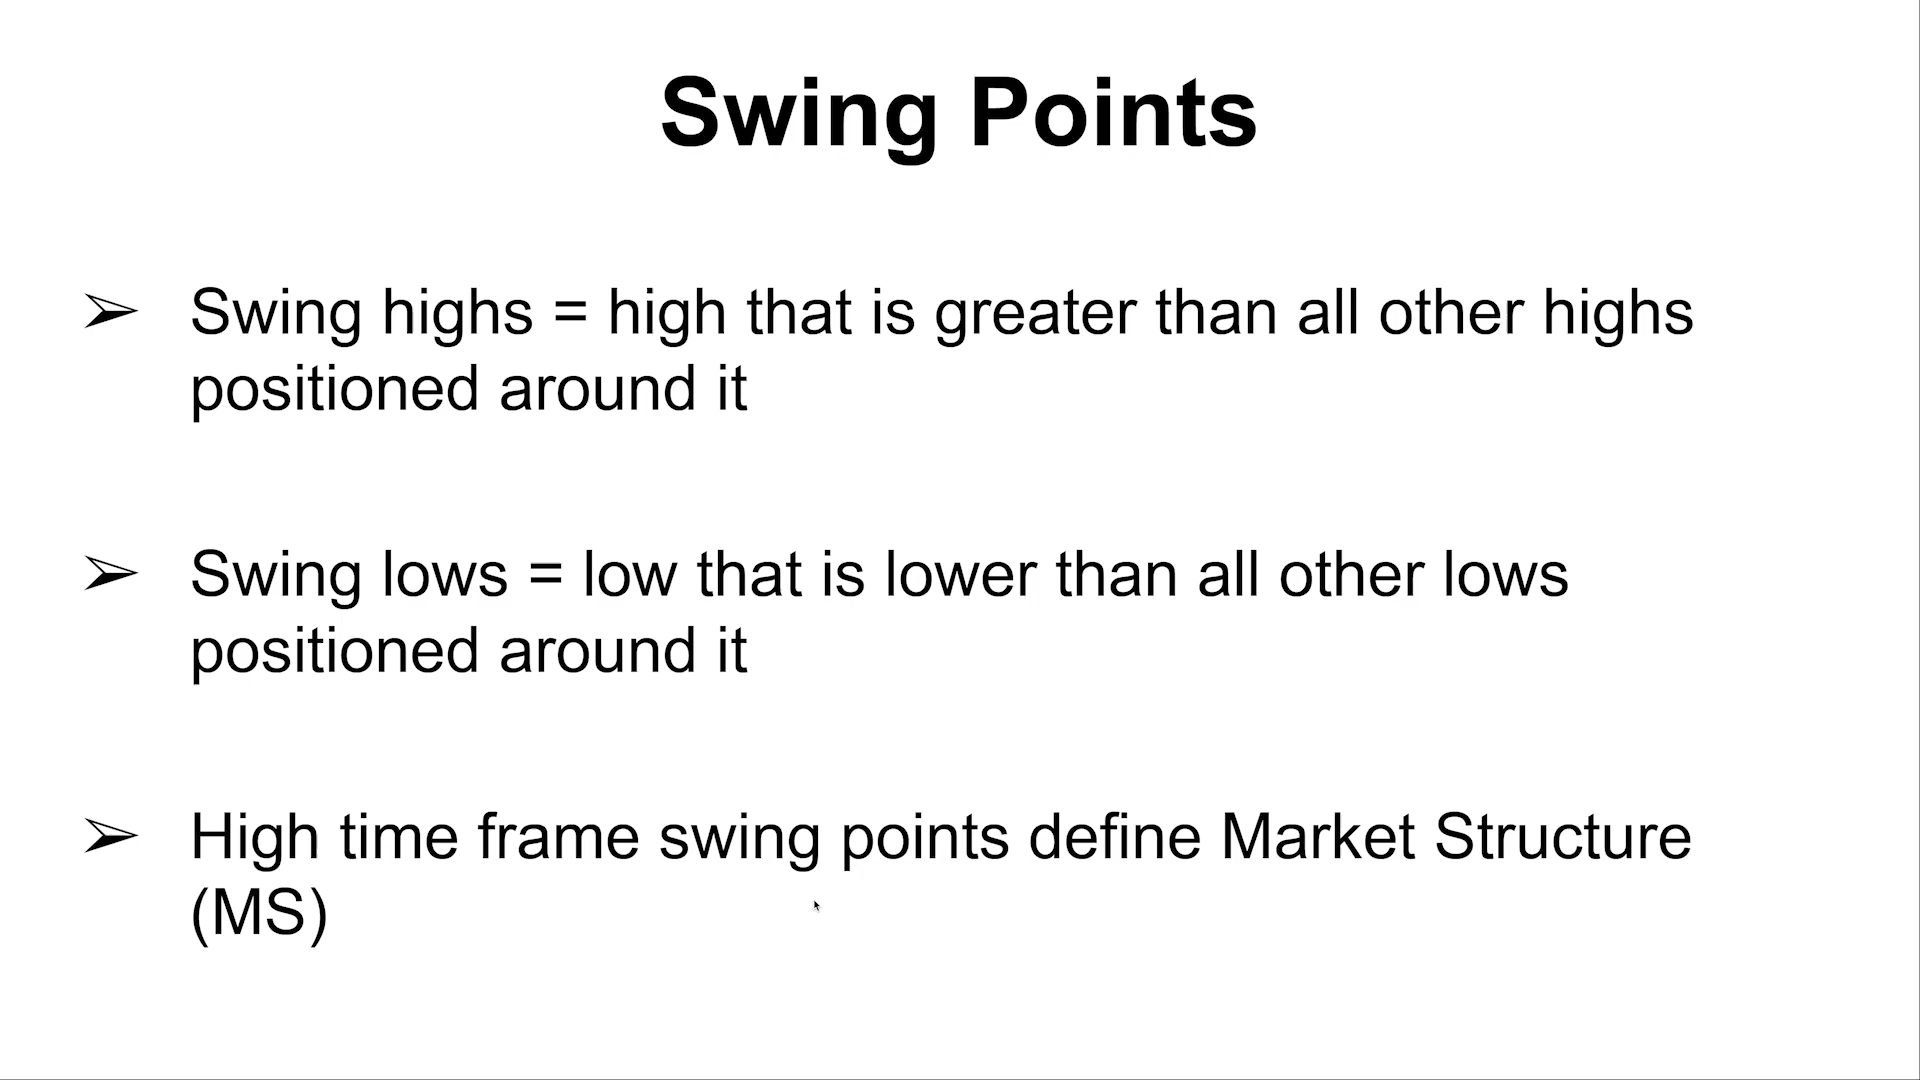 Swing Points
➢ Swing highs = high that is greater than all other highs
positioned around it
➢ Swing lows = low that is lower than all other lows
positioned around it
➢ High time frame swing points define Market Structure
(MS)